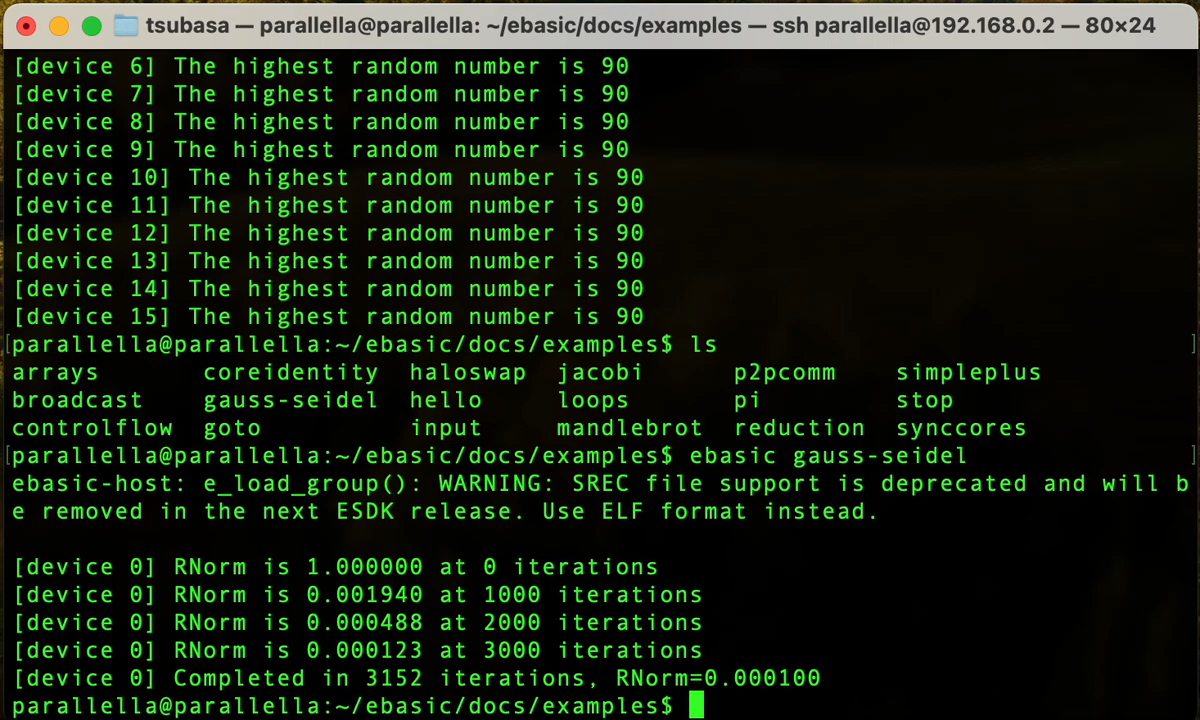 tsubasa — parallella@parallella: ~/ebasic/docs/examples — ssh parallella@192.168.0.2 — 80×24
[device 6] The highest random number is 90
[device 7] The highest random number is 90
[device 8] The highest random number is 90
[device 9] The highest random number is 90
[device 10] The highest random number is 90
[device 11] The highest random number is 90
[device 12] The highest random number is 90
[device 13] The highest random number is 90
[device 14] The highest random number is 90
[device 15] The highest random number is 90
[parallella@parallella:~/ebasic/docs/examples$ ls ]
arrays coreidentity haloswap jacobi p2pcomm simpleplus
broadcast gauss-seidel hello loops pi stop
controlflow goto input mandlebrot reduction synccores
[parallella@parallella:~/ebasic/docs/examples$ ebasic gauss-seidel ]
ebasic-host: e_load_group(): WARNING: SREC file support is deprecated and will b
e removed in the next ESDK release. Use ELF format instead.
[device 0] RNorm is 1.000000 at 0 iterations
[device 0] RNorm is 0.001940 at 1000 iterations
[device 0] RNorm is 0.000488 at 2000 iterations
[device 0] RNorm is 0.000123 at 3000 iterations
[device 0] Completed in 3152 iterations, RNorm=0.000100
parallella@parallella:~/ebasic/docs/examples$